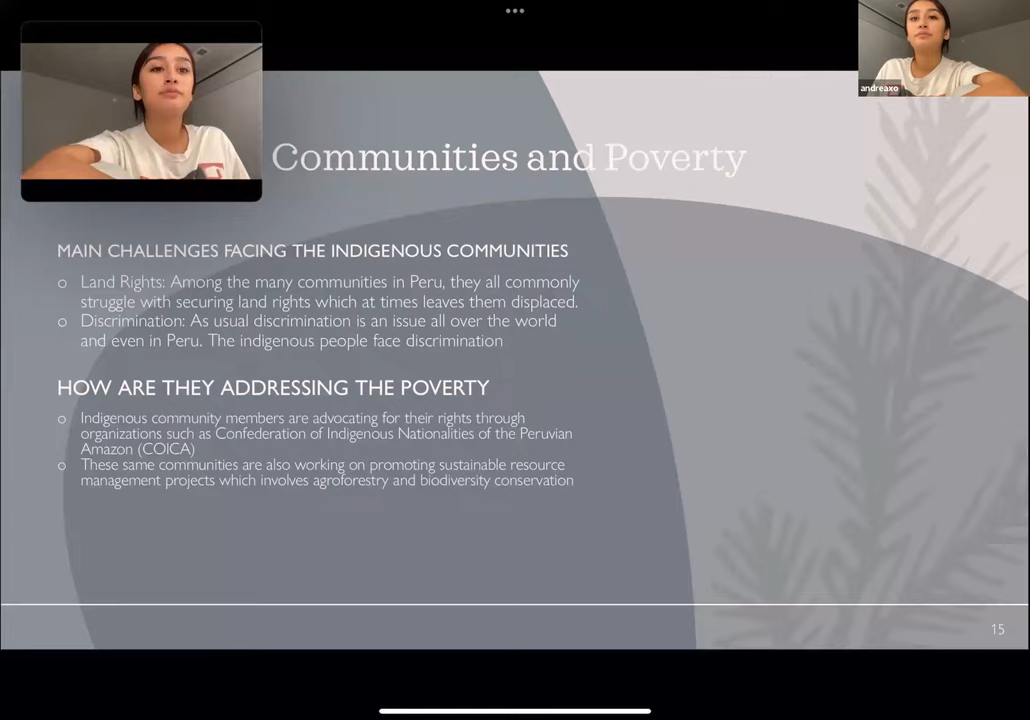 andreaxo
Communities and Poverty
MAIN CHALLENGES FACING THE INDIGENOUS COMMUNITIES
o Land Rights: Among the many communities in Peru, they all commonly
struggle with securing land rights which at times leaves them displaced.
o Discrimination: As usual discrimination is an issue all over the world
and even in Peru. The indigenous people face discrimination
HOW ARE THEY ADDRESSING THE POVERTY
o Indigenous community members are advocating for their rights through
organizations such as Confederation of Indigenous Nationalities of the Peruvian
Amazon (COICA)
o These same communities are also working on promoting sustainable resource
management projects which involves agroforestry and biodiversity conservation
15